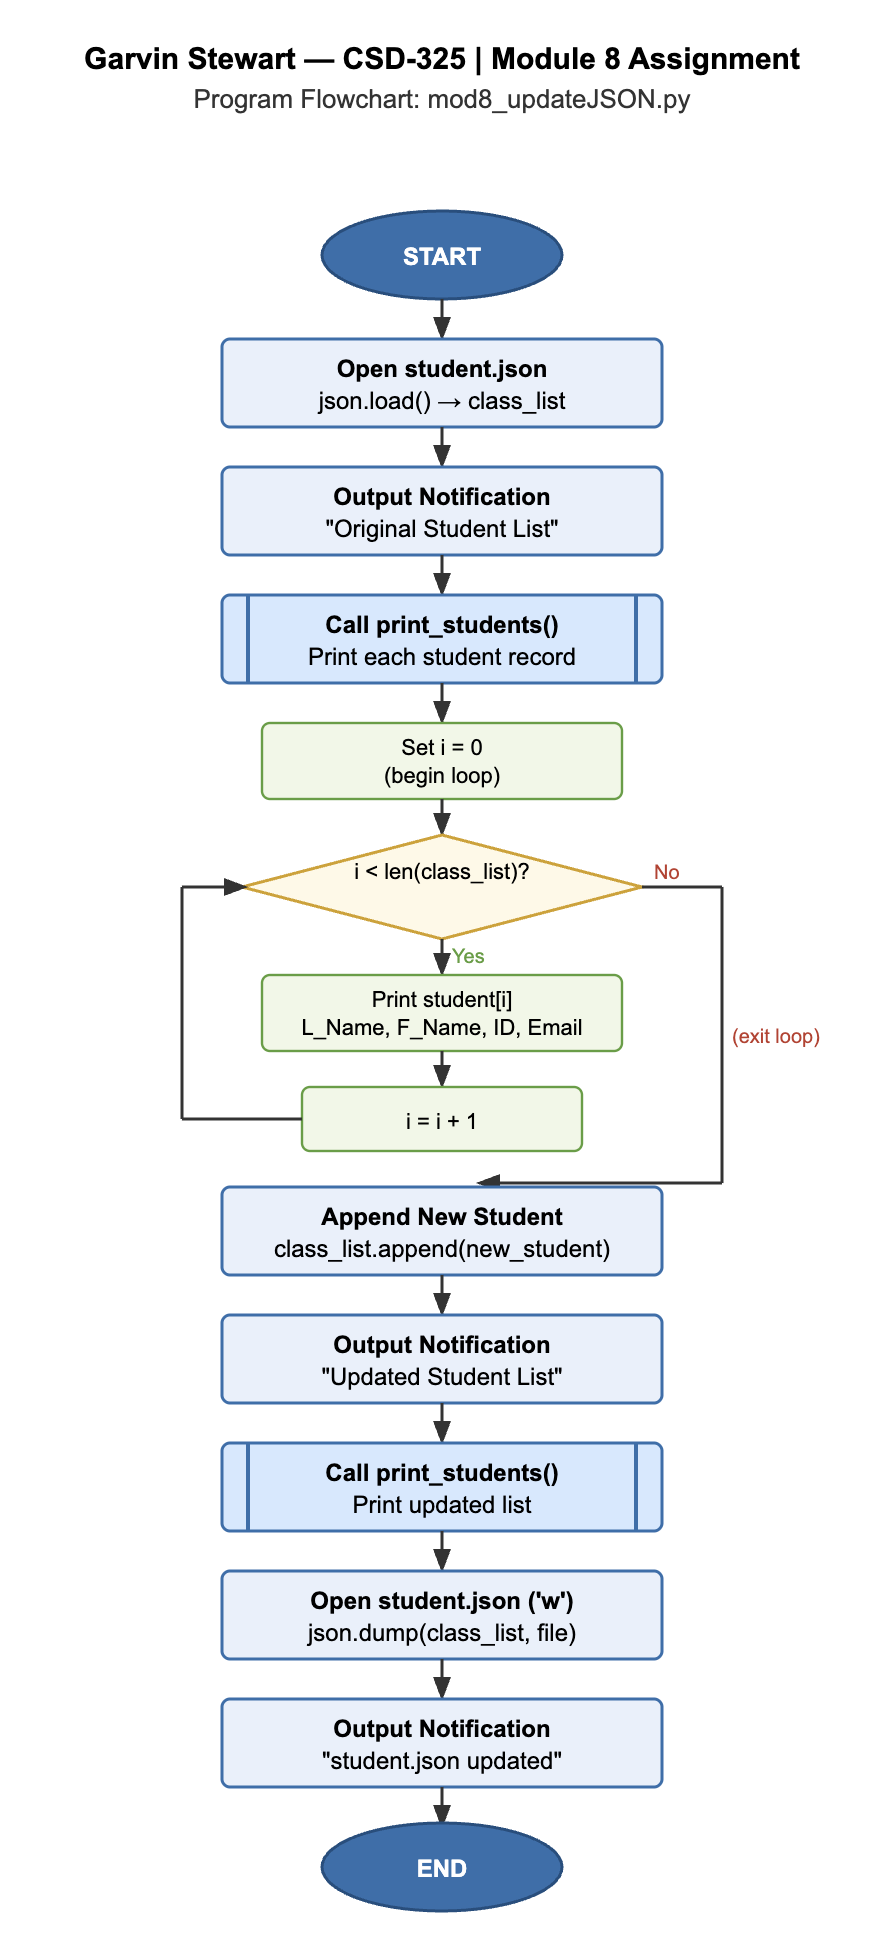 Garvin Stewart — CSD-325 | Module 8 Assignment
Program Flowchart: mod8_updateJSON.py
START
Open student.json
json.load() → class_list
Output Notification
"Original Student List"
Call print_students()
Print each student record
Set i = 0
(begin loop)
i < len(class_list)?
No
Yes
Print student[i]
L_Name, F_Name, ID, Email
(exit loop)
i = i + 1
Append New Student
class_list.append(new_student)
Output Notification
"Updated Student List"
Call print_students()
Print updated list
Open student.json ('w')
json.dump(class_list, file)
Output Notification
"student.json updated"
END